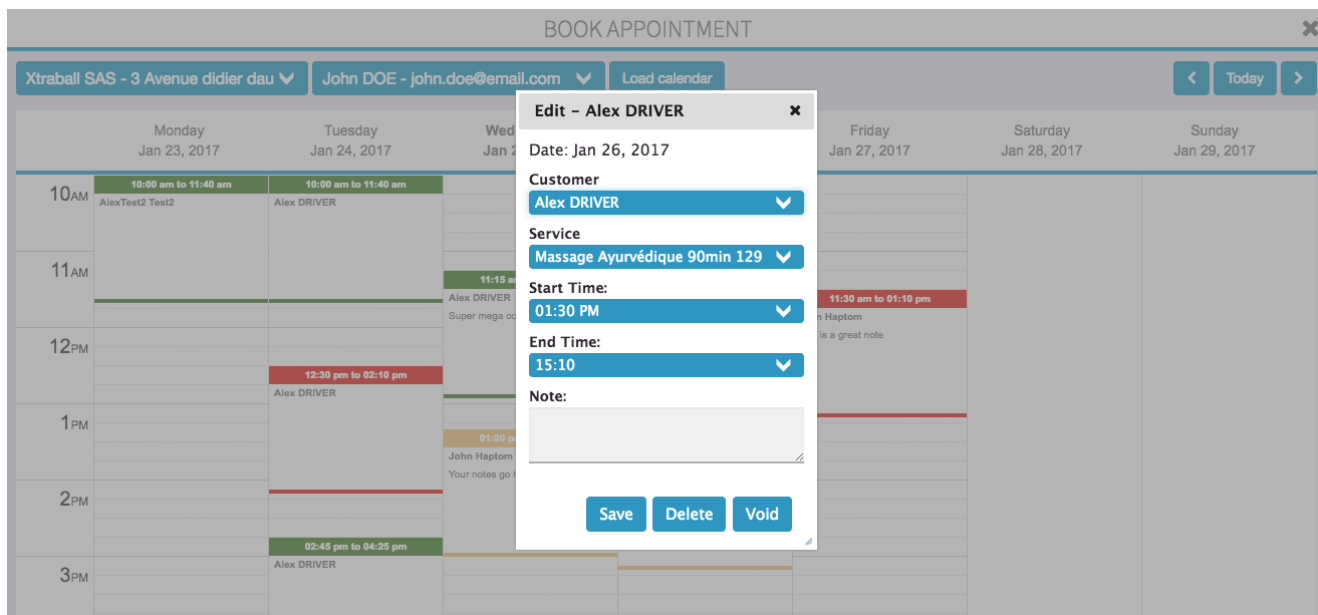 BOOK APPOINTMENT
Xtraball SAS - 3 Avenue didier dau
John DOE - john.doe@email.com
Load calendar
Today
Monday
Jan 23, 2017
Tuesday
Jan 24, 2017
Wed
Jan 2
Friday
Jan 27, 2017
Saturday
Jan 28, 2017
Sunday
Jan 29, 2017
10AM
11AM
12PM
1PM
2PM
3PM
10:00 am to 11:40 am
AlexTest2 Test2
10:00 am to 11:40 am
Alex DRIVER
12:30 pm to 02:10 pm
Alex DRIVER
02:45 pm to 04:25 pm
Alex DRIVER
11:15 a
Alex DRIVER
Super mega co
01:20 p
John Haptom
Your notes go
Edit - Alex DRIVER
Date: Jan 26, 2017
Customer
Alex DRIVER
Service
Massage Ayurvédique 90min 129
Start Time:
01:30 PM
End Time:
15:10
Note:
Save
Delete
Void
11:30 am to 01:10 pm
n Haptom
is a great note